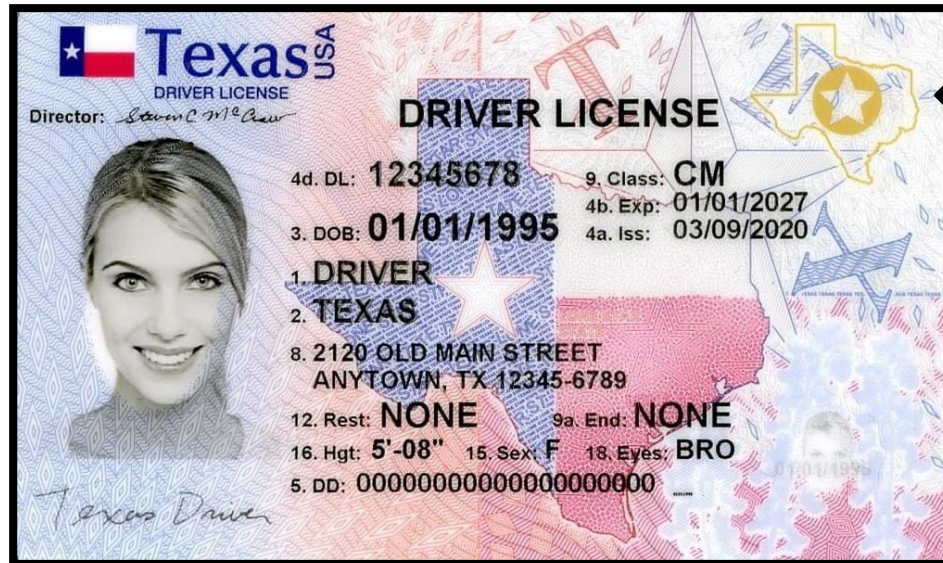 Texas USA
DRIVER LICENSE
Director: Steven C McCraw
DRIVER LICENSE
4d. DL: 12345678
9. Class: CM
4b. Exp: 01/01/2027
3. DOB: 01/01/1995
4a. Iss: 03/09/2020
1. DRIVER
2. TEXAS
8. 2120 OLD MAIN STREET
ANYTOWN, TX 12345-6789
12. Rest: NONE
9a. End: NONE
16. Hgt: 5'-08" 15. Sex: F 18. Eyes: BRO
5. DD: 00000000000000000000
01/01/1995
Texas Driver